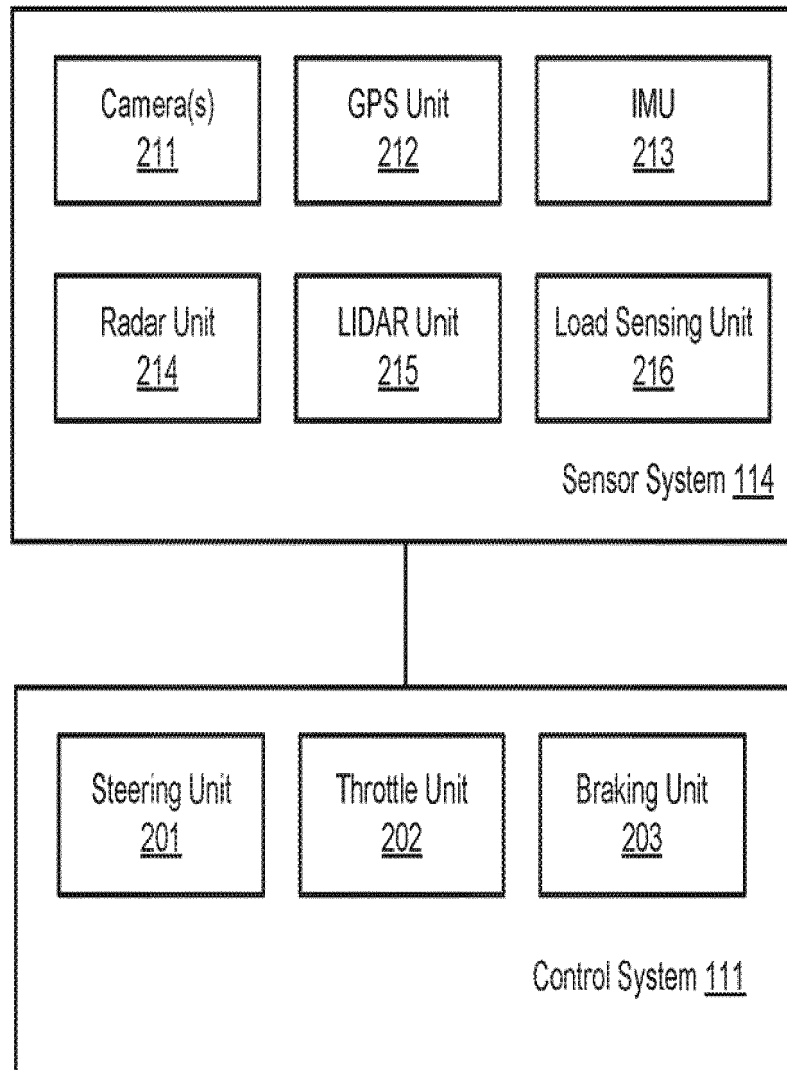 Camera(s)
211
GPS Unit
212
IMU
213
Radar Unit
214
LIDAR Unit
215
Load Sensing Unit
216
Sensor System 114
Steering Unit
201
Throttle Unit
202
Braking Unit
203
Control System 111